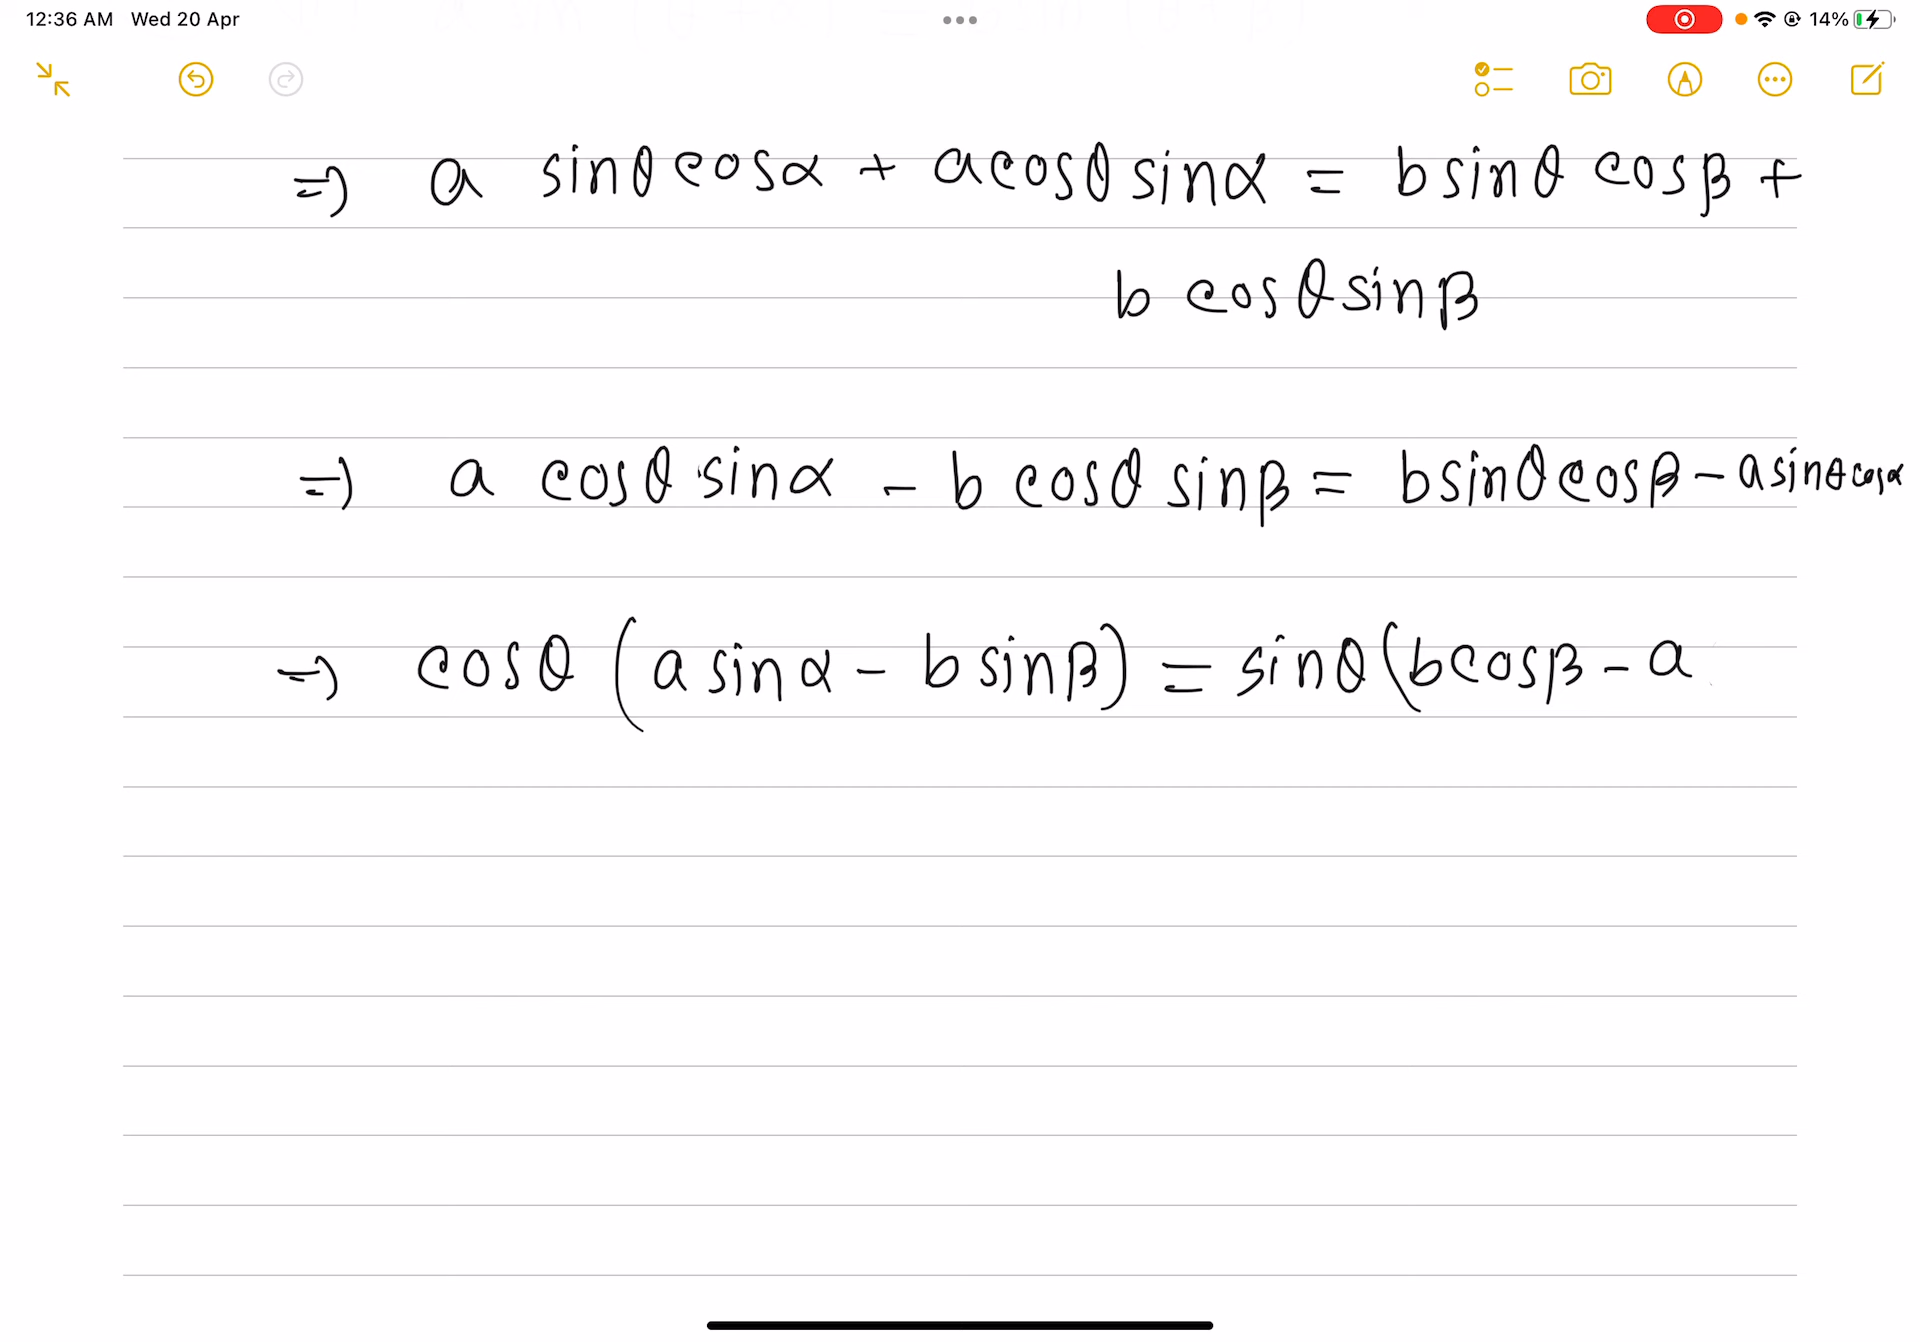 12:36 AM Wed 20 Apr 14%
⇒ a sinθ cosα + a cosθ sinα = b sinθ cosβ +
b cosθ sinβ
⇒ a cosθ sinα - b cosθ sinβ = b sinθ cosβ - a sinθ cosα
⇒ cosθ (a sinα - b sinβ) = sinθ (b cosβ - a